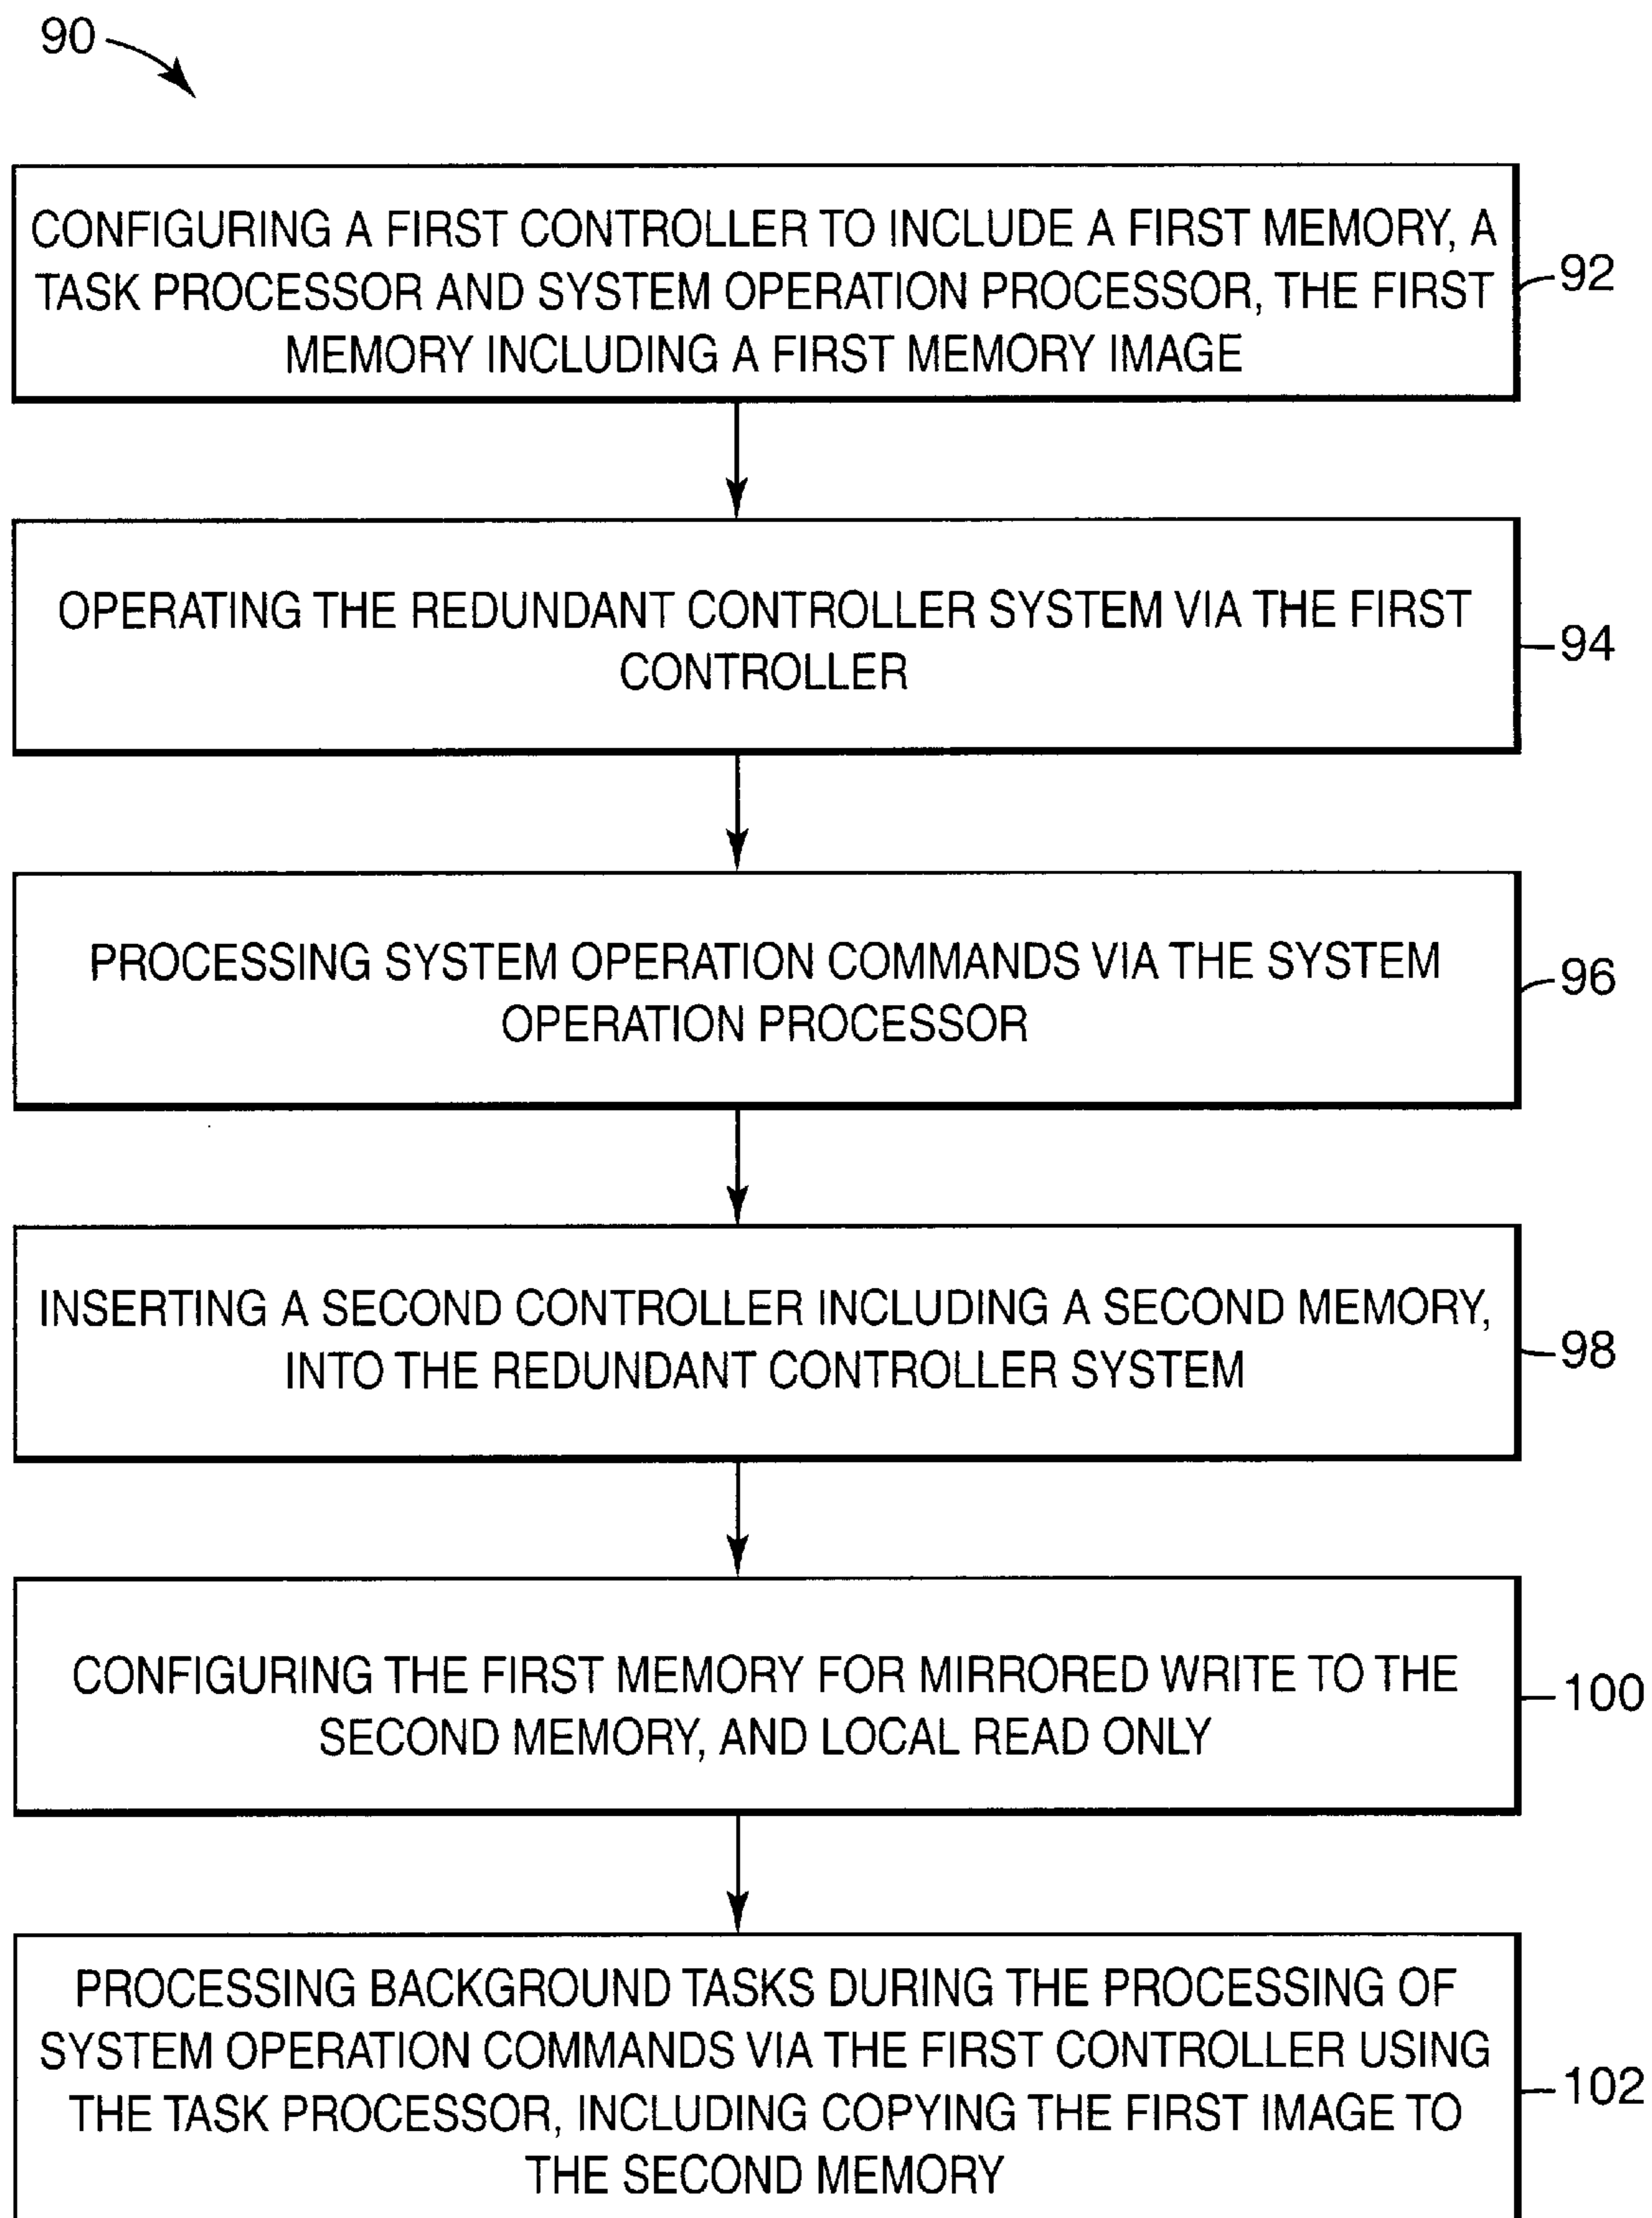 90
CONFIGURING A FIRST CONTROLLER TO INCLUDE A FIRST MEMORY, A
TASK PROCESSOR AND SYSTEM OPERATION PROCESSOR, THE FIRST
MEMORY INCLUDING A FIRST MEMORY IMAGE
92
OPERATING THE REDUNDANT CONTROLLER SYSTEM VIA THE FIRST
CONTROLLER
94
PROCESSING SYSTEM OPERATION COMMANDS VIA THE SYSTEM
OPERATION PROCESSOR
96
INSERTING A SECOND CONTROLLER INCLUDING A SECOND MEMORY,
INTO THE REDUNDANT CONTROLLER SYSTEM
98
CONFIGURING THE FIRST MEMORY FOR MIRRORED WRITE TO THE
SECOND MEMORY, AND LOCAL READ ONLY
100
PROCESSING BACKGROUND TASKS DURING THE PROCESSING OF
SYSTEM OPERATION COMMANDS VIA THE FIRST CONTROLLER USING
THE TASK PROCESSOR, INCLUDING COPYING THE FIRST IMAGE TO
THE SECOND MEMORY
102